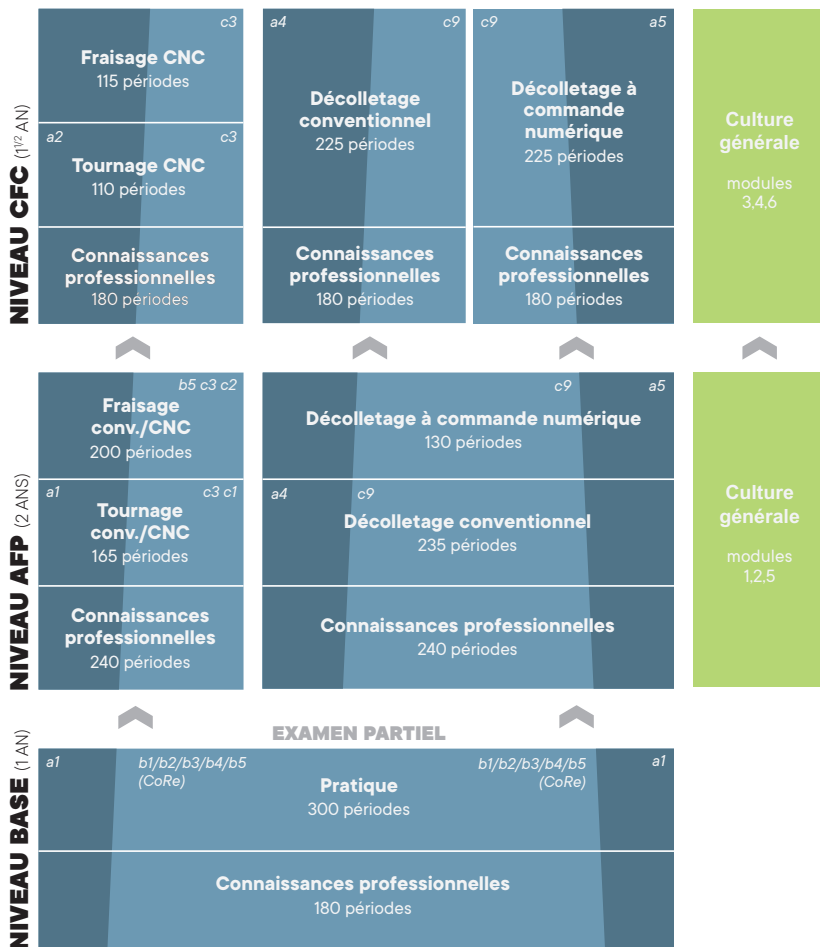 NIVEAU CFC (1 1/2 AN)
c3
Fraisage CNC
115 périodes
a2
c3
Tournage CNC
110 périodes
Connaissances
professionnelles
180 périodes
a4
c9
Décolletage
conventionnel
225 périodes
Connaissances
professionnelles
180 périodes
c9
a5
Décolletage à
commande
numérique
225 périodes
Connaissances
professionnelles
180 périodes
Culture
générale
modules
3,4,6
NIVEAU AFP (2 ANS)
b5 c3 c2
Fraisage
conv./CNC
200 périodes
a1
c3 c1
Tournage
conv./CNC
165 périodes
Connaissances
professionnelles
240 périodes
c9
a5
Décolletage à commande numérique
130 périodes
a4
c9
Décolletage conventionnel
235 périodes
Connaissances professionnelles
240 périodes
Culture
générale
modules
1,2,5
EXAMEN PARTIEL
NIVEAU BASE (1 AN)
a1
b1/b2/b3/b4/b5
(CoRe)
b1/b2/b3/b4/b5
(CoRe)
a1
Pratique
300 périodes
Connaissances professionnelles
180 périodes